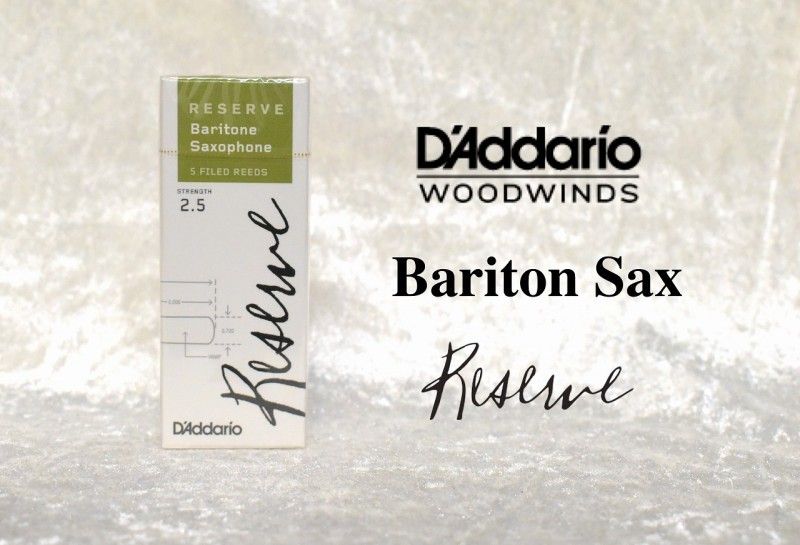 RESERVE
Baritone
Saxophone
5 FILED REEDS
STRENGTH
2.5
Reserve
D'Addario
D'Addario
WOODWINDS
Bariton Sax
Reserve